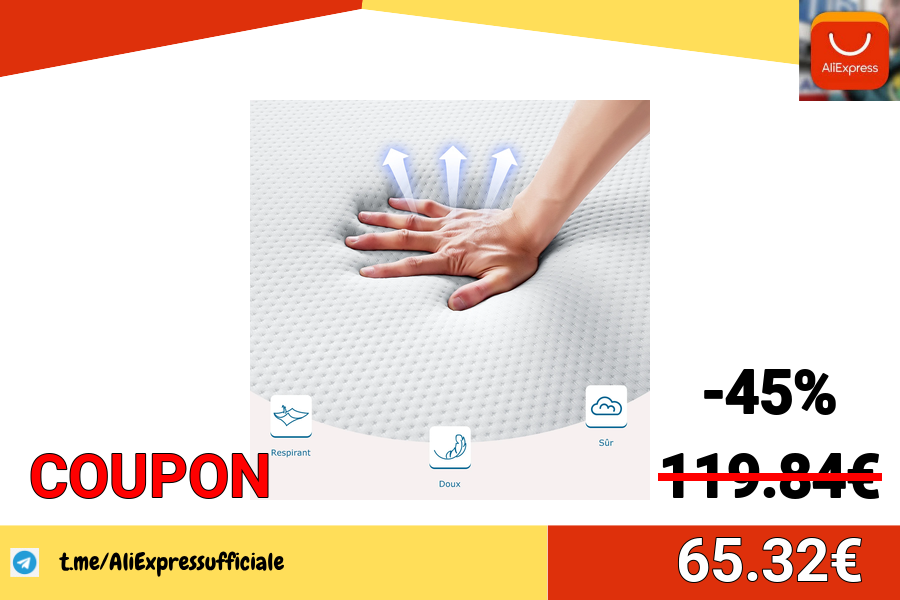 AliExpress
Respirant
Doux
Sûr
-45%
COUPON
119.84€
t.me/AliExpressufficiale
65.32€